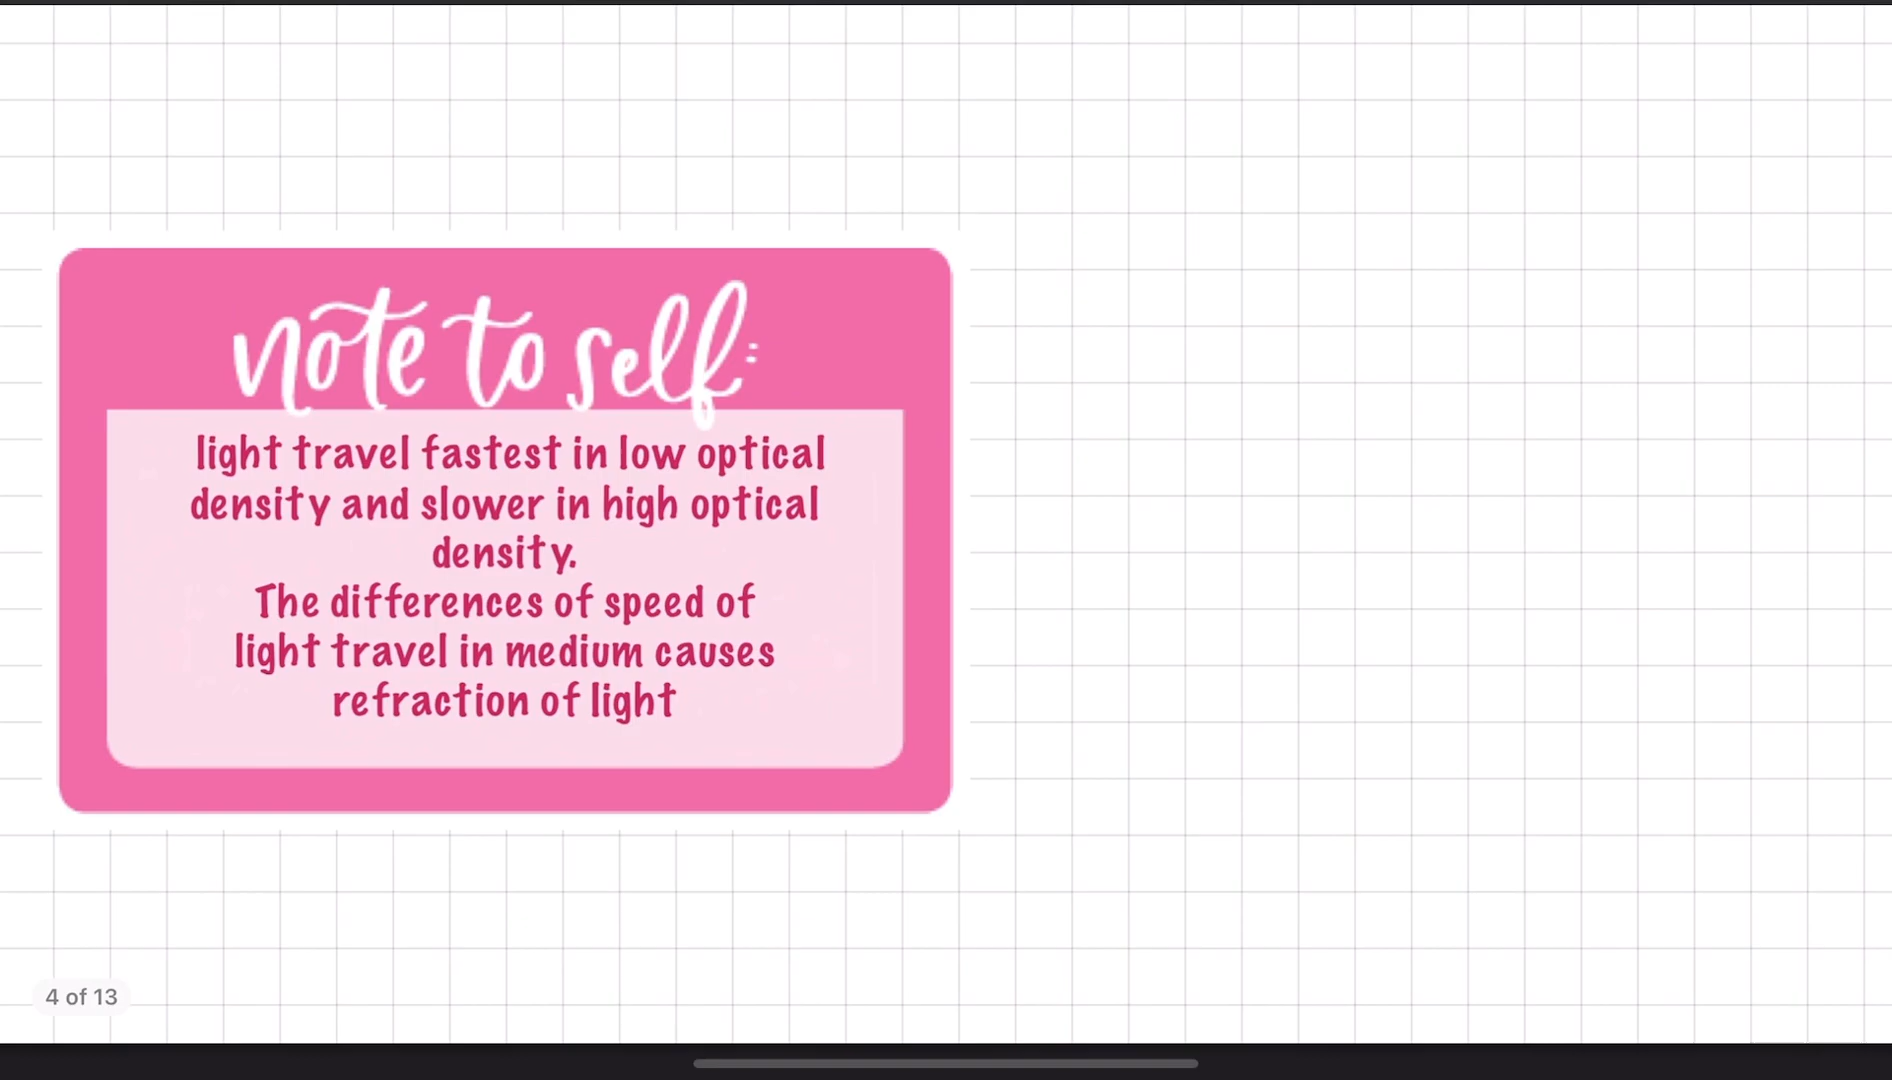 note to self:
light travel fastest in low optical
density and slower in high optical
density.
The differences of speed of
light travel in medium causes
refraction of light
4 of 13